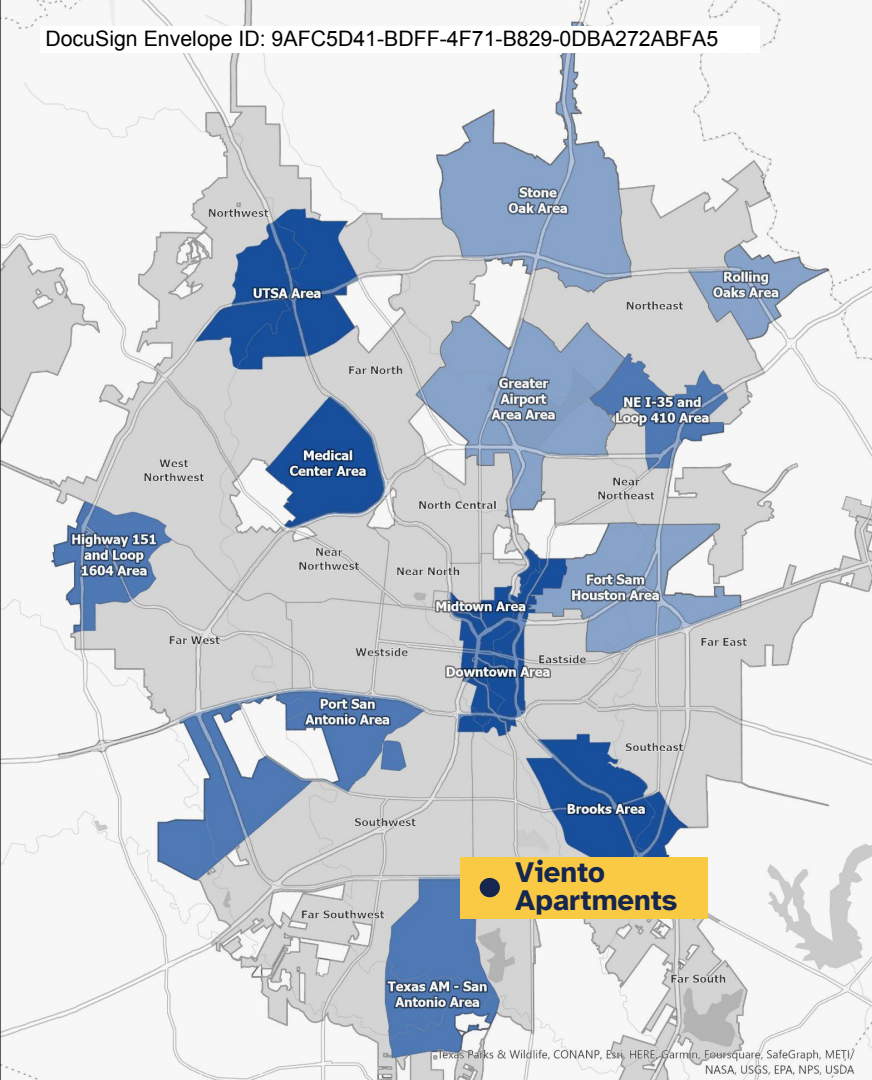 DocuSign Envelope ID: 9AFC5D41-BDFF-4F71-B829-0DBA272ABFA5
Stone
Oak Area
Northwest
UTSA Area
Rolling
Oaks Area
Northeast
Far North
Greater
Airport
Area Area
NE I-35 and
Loop 410 Area
Medical
Center Area
West
Northwest
Near
Northeast
North Central
Highway 151
and Loop
1604 Area
Near
Northwest
Near North
Fort Sam
Houston Area
Midtown Area
Far West
Westside
Eastside
Far East
Downtown Area
Port San
Antonio Area
Southeast
Brooks Area
Southwest
Viento
Apartments
Far Southwest
Texas AM - San
Antonio Area
Far South
Texas Parks & Wildlife, CONANP, Esri, HERE, Garmin, Foursquare, SafeGraph, METI/
NASA, USGS, EPA, NPS, USDA